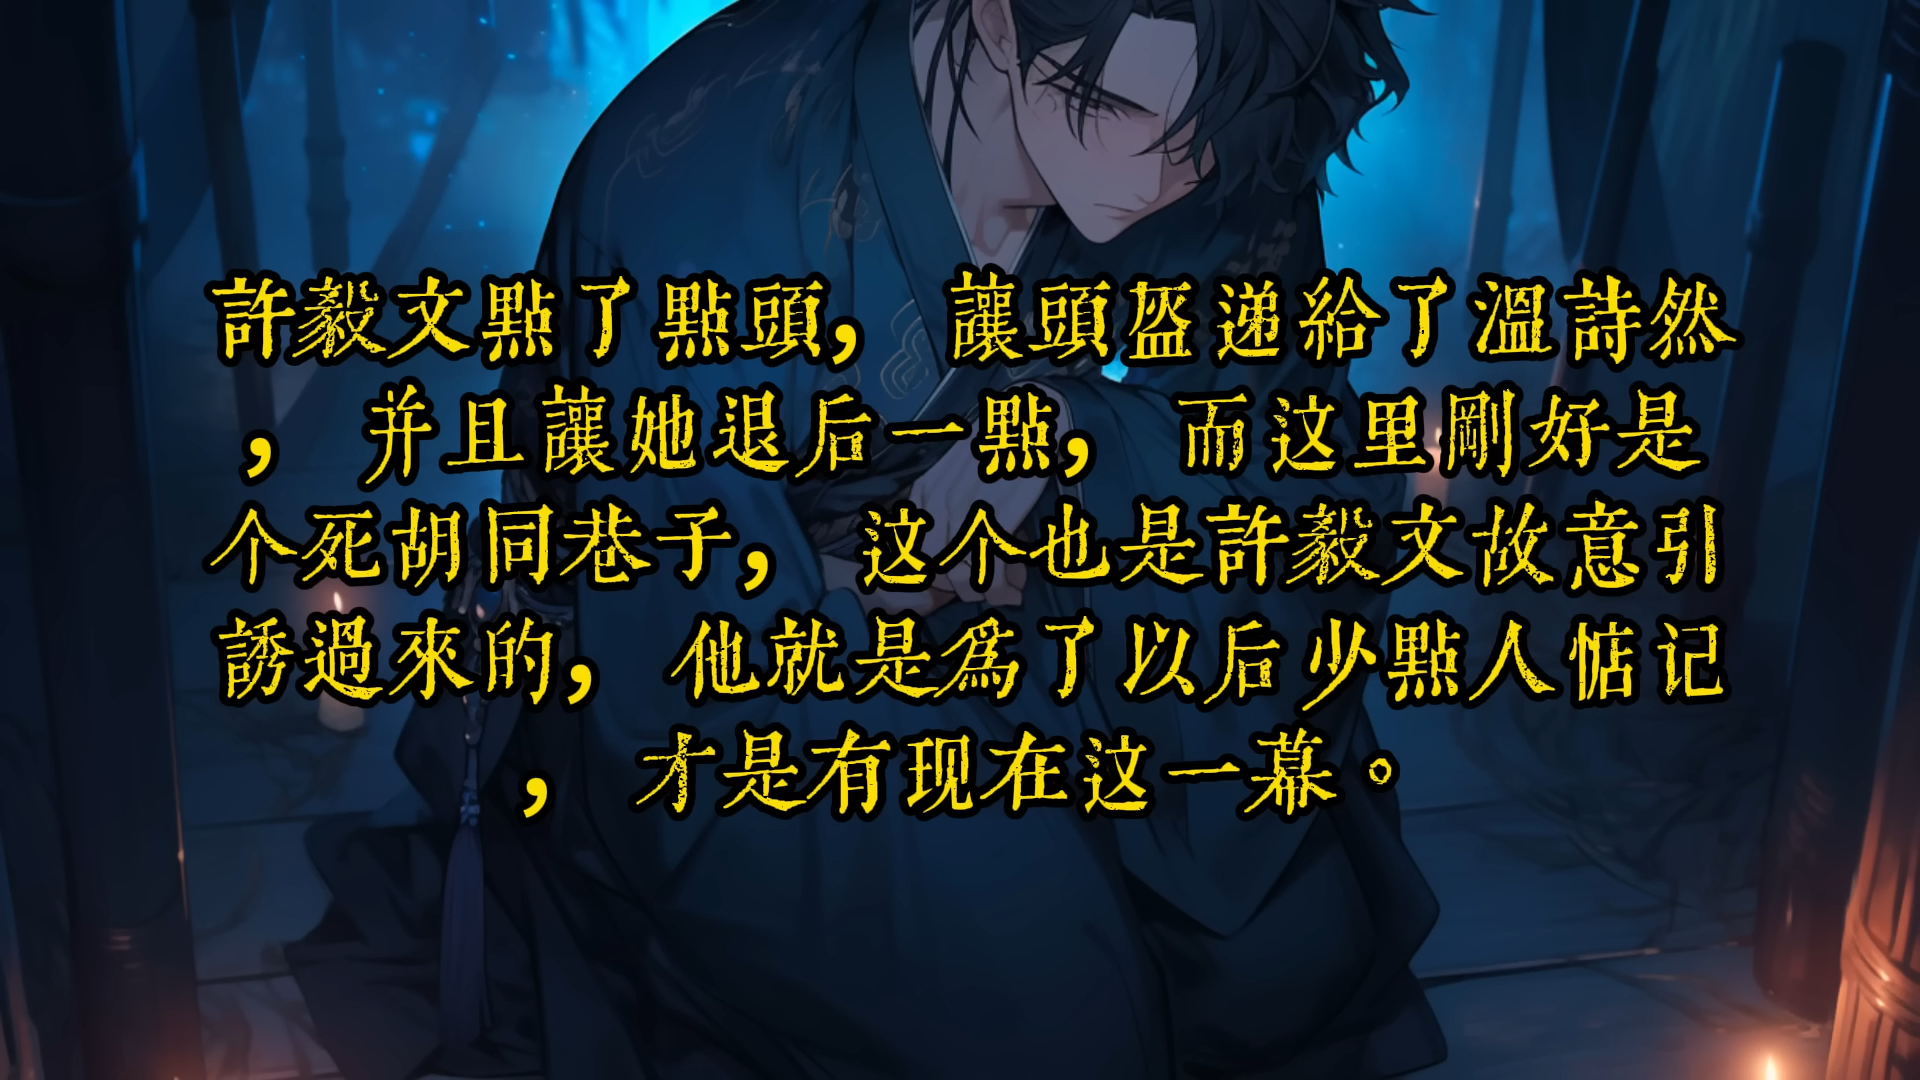 許毅文點了點頭， 讓頭盔递給了溫詩然
， 并且讓她退后一點， 而这里剛好是
个死胡同巷子， 这个也是許毅文故意引
誘過來的， 他就是爲了以后少點人惦记
， 才是有现在这一幕。